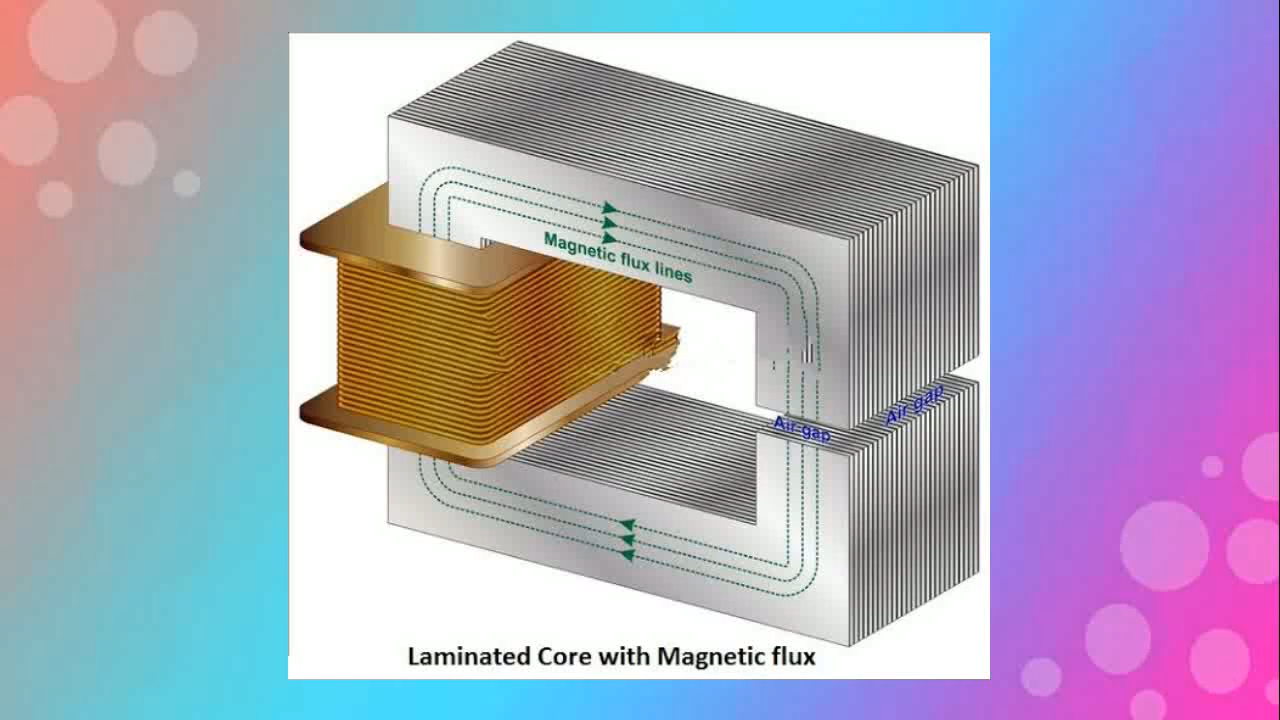 Magnetic flux lines
Air gap
Air gap
Laminated Core with Magnetic flux